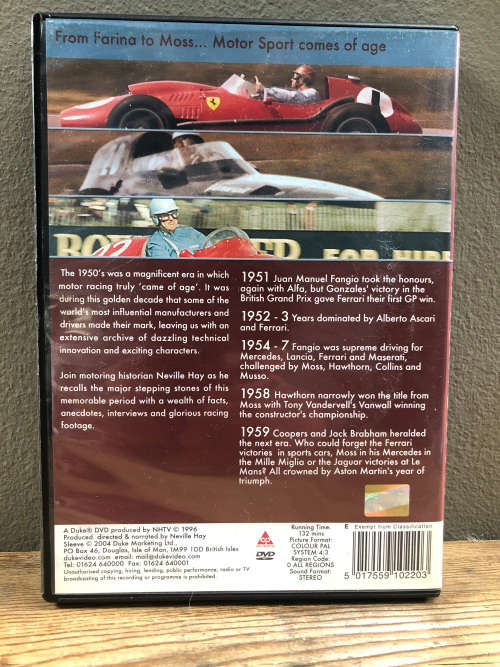 From Farina to Moss... Motor Sport comes of age
1
BO
12
ER
FOR HIRE
The 1950's was a magnificent era in which
motor racing truly 'came of age'. It was
during this golden decade that some of the
world's most influential manufacturers and
drivers made their mark, leaving us with an
extensive archive of dazzling technical
innovation and exciting characters.
Join motoring historian Neville Hay as he
recalls the major stepping stones of this
memorable period with a wealth of facts,
anecdotes, interviews and glorious racing
footage.
1951 Juan Manuel Fangio took the honours,
again with Alfa, but Gonzales' victory in the
British Grand Prix gave Ferrari their first GP win.
1952 - 3 Years dominated by Alberto Ascari
and Ferrari.
1954 - 7 Fangio was supreme driving for
Mercedes, Lancia, Ferrari and Maserati,
challenged by Moss, Hawthorn, Collins and
Musso.
1958 Hawthorn narrowly won the title from
Moss with Tony Vandervell's Vanwall winning
the constructor's championship.
1959 Coopers and Jack Brabham heralded
the next era. Who could forget the Ferrari
victories in sports cars, Moss in his Mercedes in
the Mille Miglia or the Jaguar victories at Le
Mans? All crowned by Aston Martin's year of
triumph.
A Duke® DVD produced by NHTV © 1996
Produced directed & narrated by Neville Hay
Sleeve © 2004 Duke Marketing Ltd.,
PO Box 46, Douglas, Isle of Man, IM99 1DD British Isles
dukevideo.com email: mail@dukevideo.com
Tel: 01624 640000 Fax: 01624 640001
Unauthorised copying, hiring, lending, public performance, radio or TV
broadcasting of this recording or programme is prohibited.
DVD
Running Time:
132 mins
Picture Format:
COLOUR PAL
SYSTEM 4:3
Region Code:
0 ALL REGIONS
Sound Format:
STEREO
E Exempt from Classification
5 017559 102203